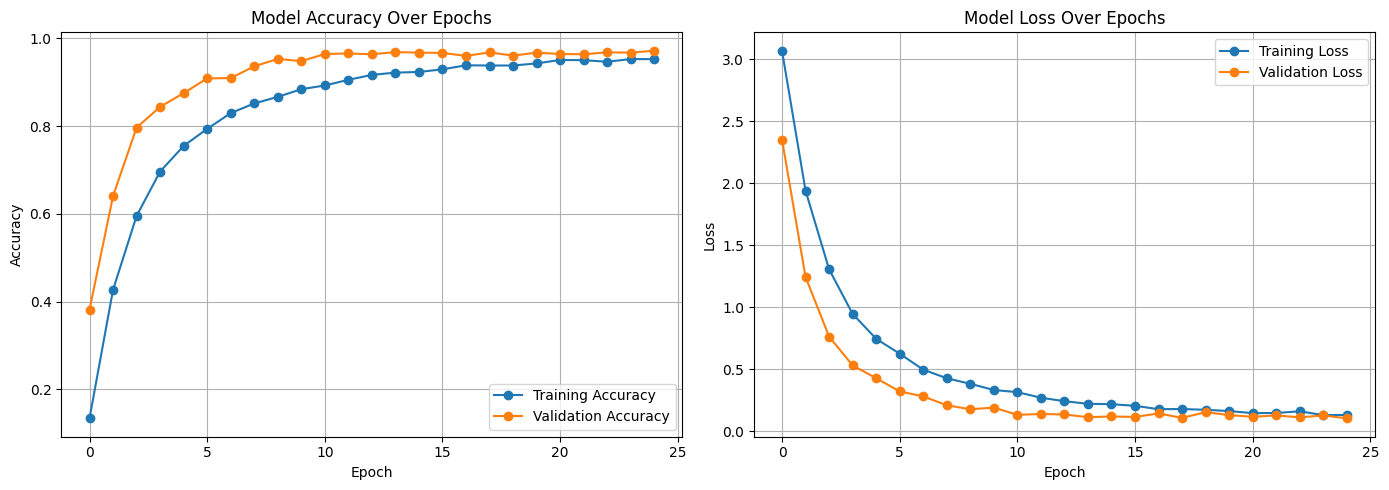 Model Accuracy Over Epochs
1.0
0.8
0.6
0.4
0.2
Accuracy
0 5 10 15 20 25
Epoch
Training Accuracy
Validation Accuracy
Model Loss Over Epochs
3.0
2.5
2.0
1.5
1.0
0.5
0.0
Loss
0 5 10 15 20 25
Epoch
Training Loss
Validation Loss